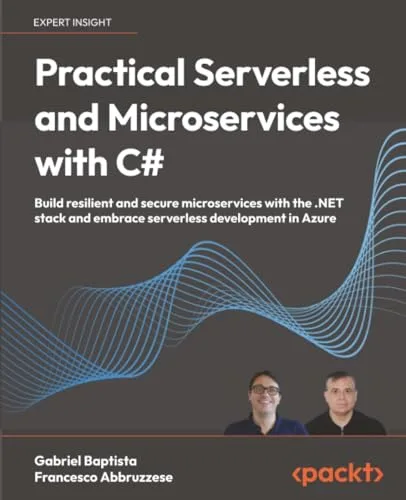 EXPERT INSIGHT
Practical Serverless
and Microservices
with C#
Build resilient and secure microservices with the .NET
stack and embrace serverless development in Azure
Gabriel Baptista
Francesco Abbruzzese
<packt>